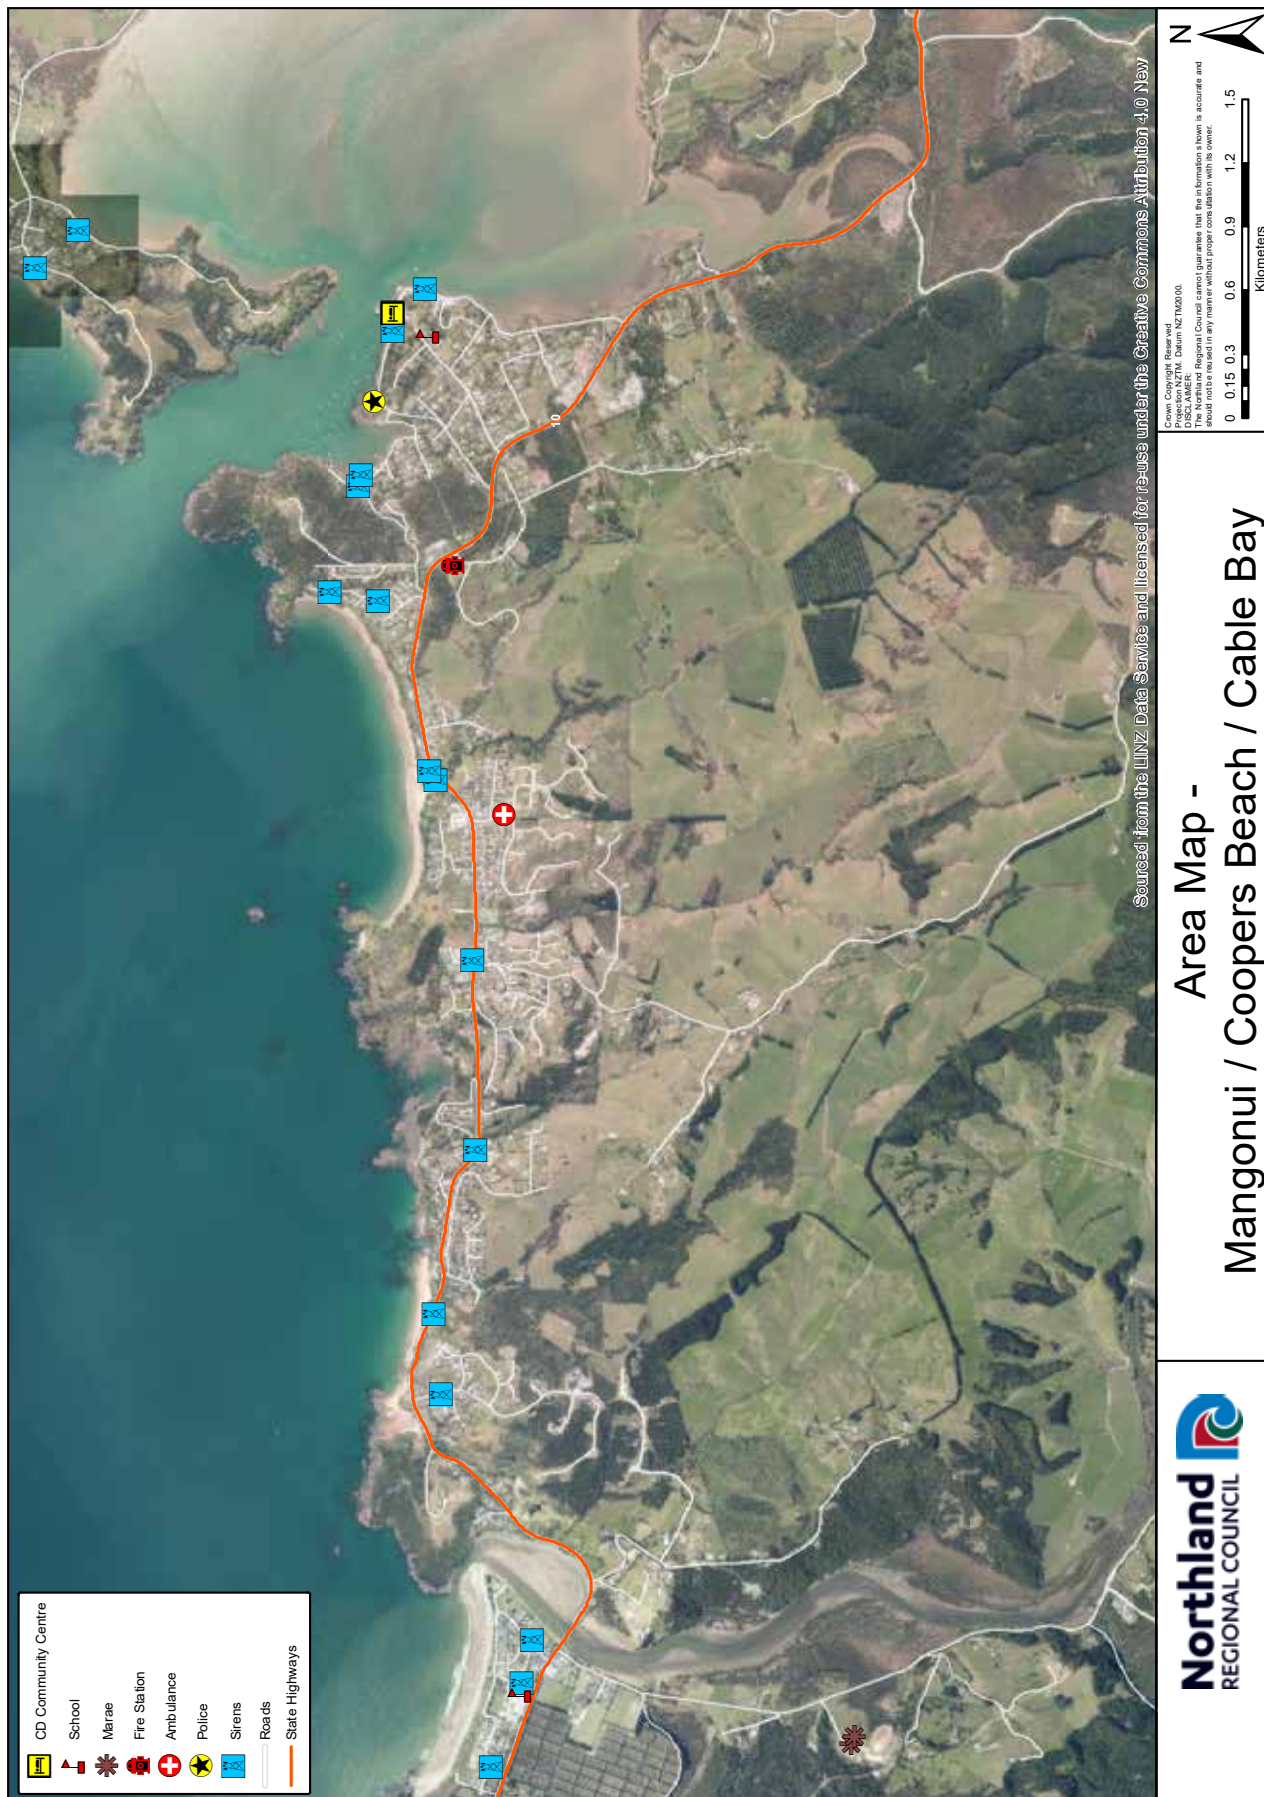 CD Community Centre
School
Marae
Fire Station
Ambulance
Police
Sirens
Roads
State Highways
10
Sourced from the LINZ Data Service and licensed for re-use under the Creative Commons Attribution 4.0 New
Northland
REGIONAL COUNCIL
Area Map -
Mangonui / Coopers Beach / Cable Bay
Crown Copyright Reserved
Projection NZTM. Datum NZTM2000.
DISCLAIMER:
The Northland Regional Council cannot guarantee that the information shown is accurate and
should not be reused in any manner without proper consultation with its owner.
0 0.15 0.3 0.6 0.9 1.2 1.5
Kilometers
N